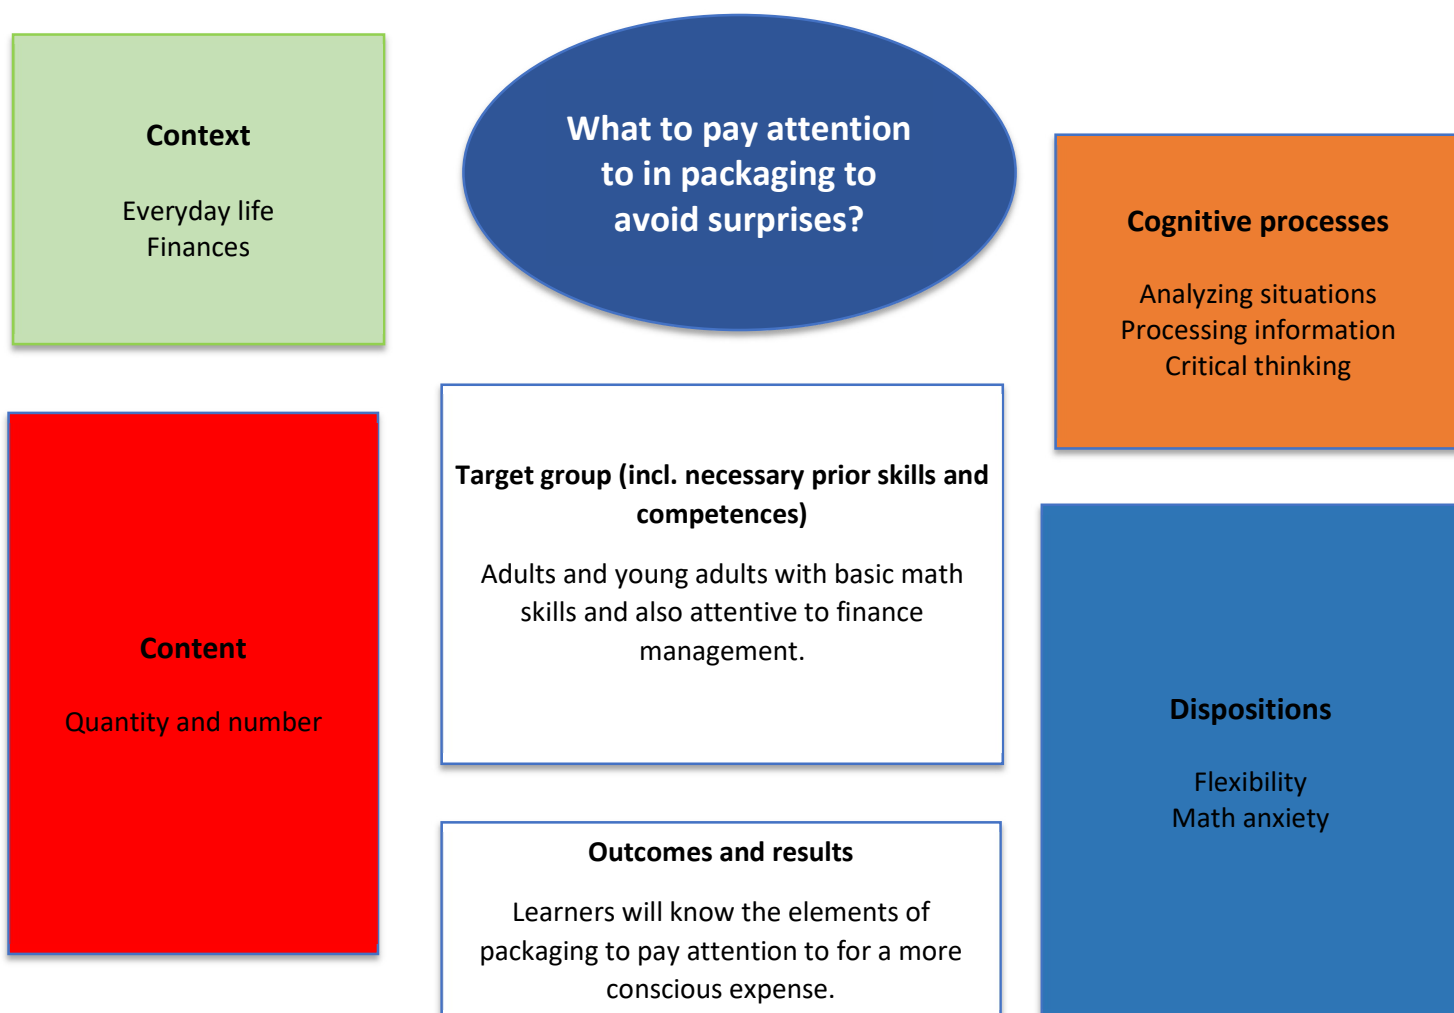 Context
Everyday life
Finances
What to pay attention
to in packaging to
avoid surprises?
Cognitive processes
Analyzing situations
Processing information
Critical thinking
Content
Quantity and number
Target group (incl. necessary prior skills and
competences)
Adults and young adults with basic math
skills and also attentive to finance
management.
Dispositions
Flexibility
Math anxiety
Outcomes and results
Learners will know the elements of
packaging to pay attention to for a more
conscious expense.